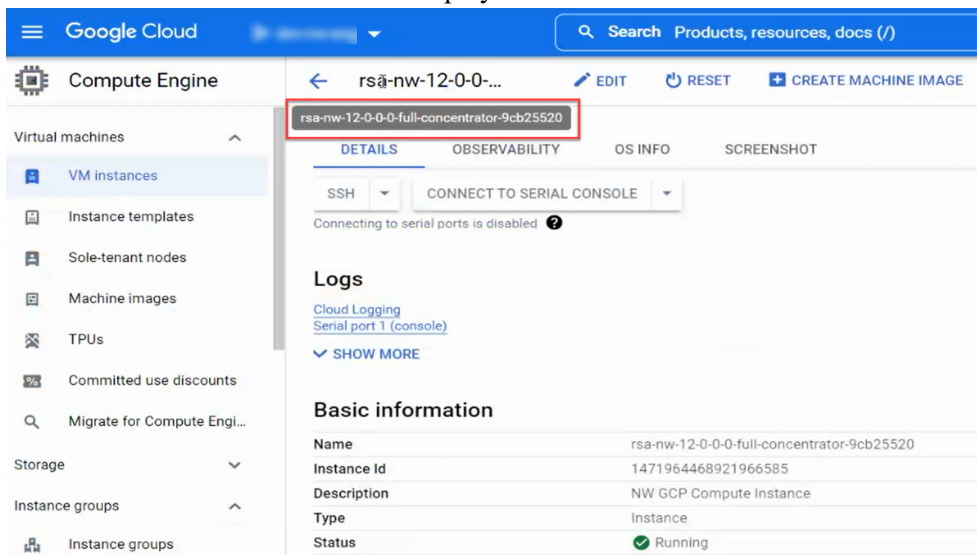 Google Cloud
Search Products, resources, docs (/)
Compute Engine
rsa-nw-12-0-0-...
EDIT
RESET
CREATE MACHINE IMAGE
rsa-nw-12-0-0-0-full-concentrator-9cb25520
Virtual machines
DETAILS
OBSERVABILITY
OS INFO
SCREENSHOT
VM instances
SSH
CONNECT TO SERIAL CONSOLE
Instance templates
Connecting to serial ports is disabled
Sole-tenant nodes
Logs
Machine images
Cloud Logging
Serial port 1 (console)
TPUs
SHOW MORE
Committed use discounts
Migrate for Compute Engi...
Basic information
Name rsa-nw-12-0-0-0-full-concentrator-9cb25520
Storage
Instance Id 1471964468921966585
Description NW GCP Compute Instance
Instance groups
Type Instance
Instance groups
Status Running